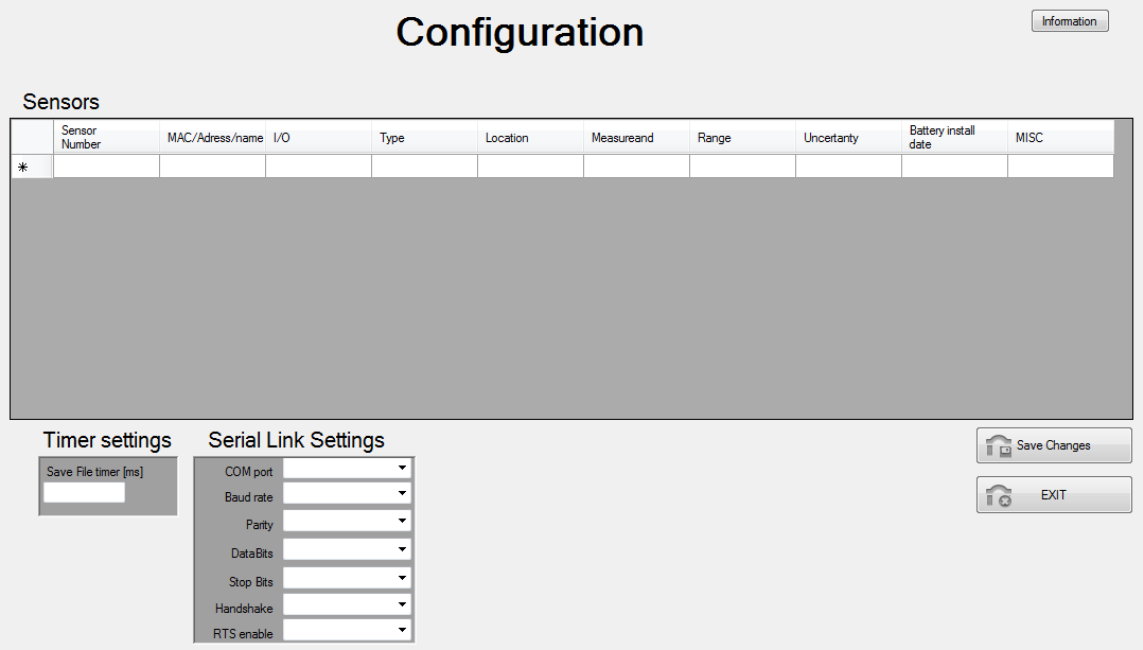 Configuration
Information
Sensors
Sensor Number MAC/Adress/name I/O Type Location Measureand Range Uncertanty Battery install date MISC
*
Timer settings
Save File timer [ms]
Serial Link Settings
COM port
Baud rate
Parity
DataBits
Stop Bits
Handshake
RTS enable
Save Changes
EXIT